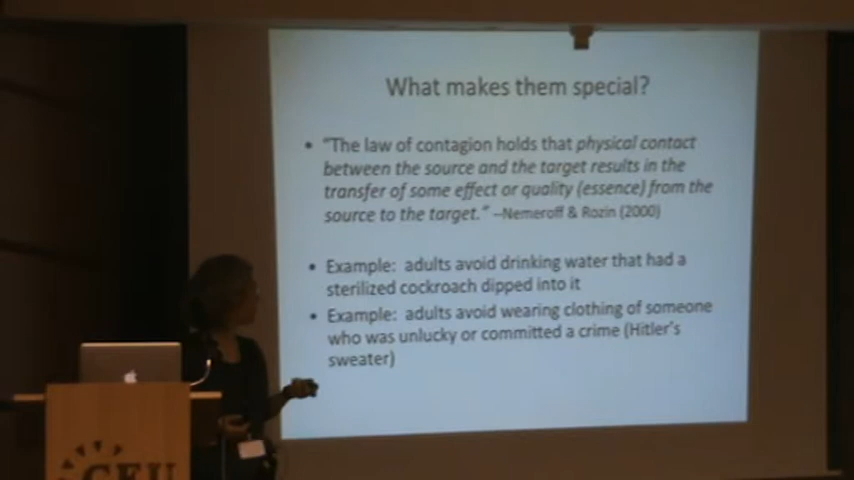 What makes them special?
• "The law of contagion holds that physical contact
between the source and the target results in the
transfer of some effect or quality (essence) from the
source to the target." –Nemeroff & Rozin (2000)
• Example: adults avoid drinking water that had a
sterilized cockroach dipped into it
• Example: adults avoid wearing clothing of someone
who was unlucky or committed a crime (Hitler's
sweater)
CEU